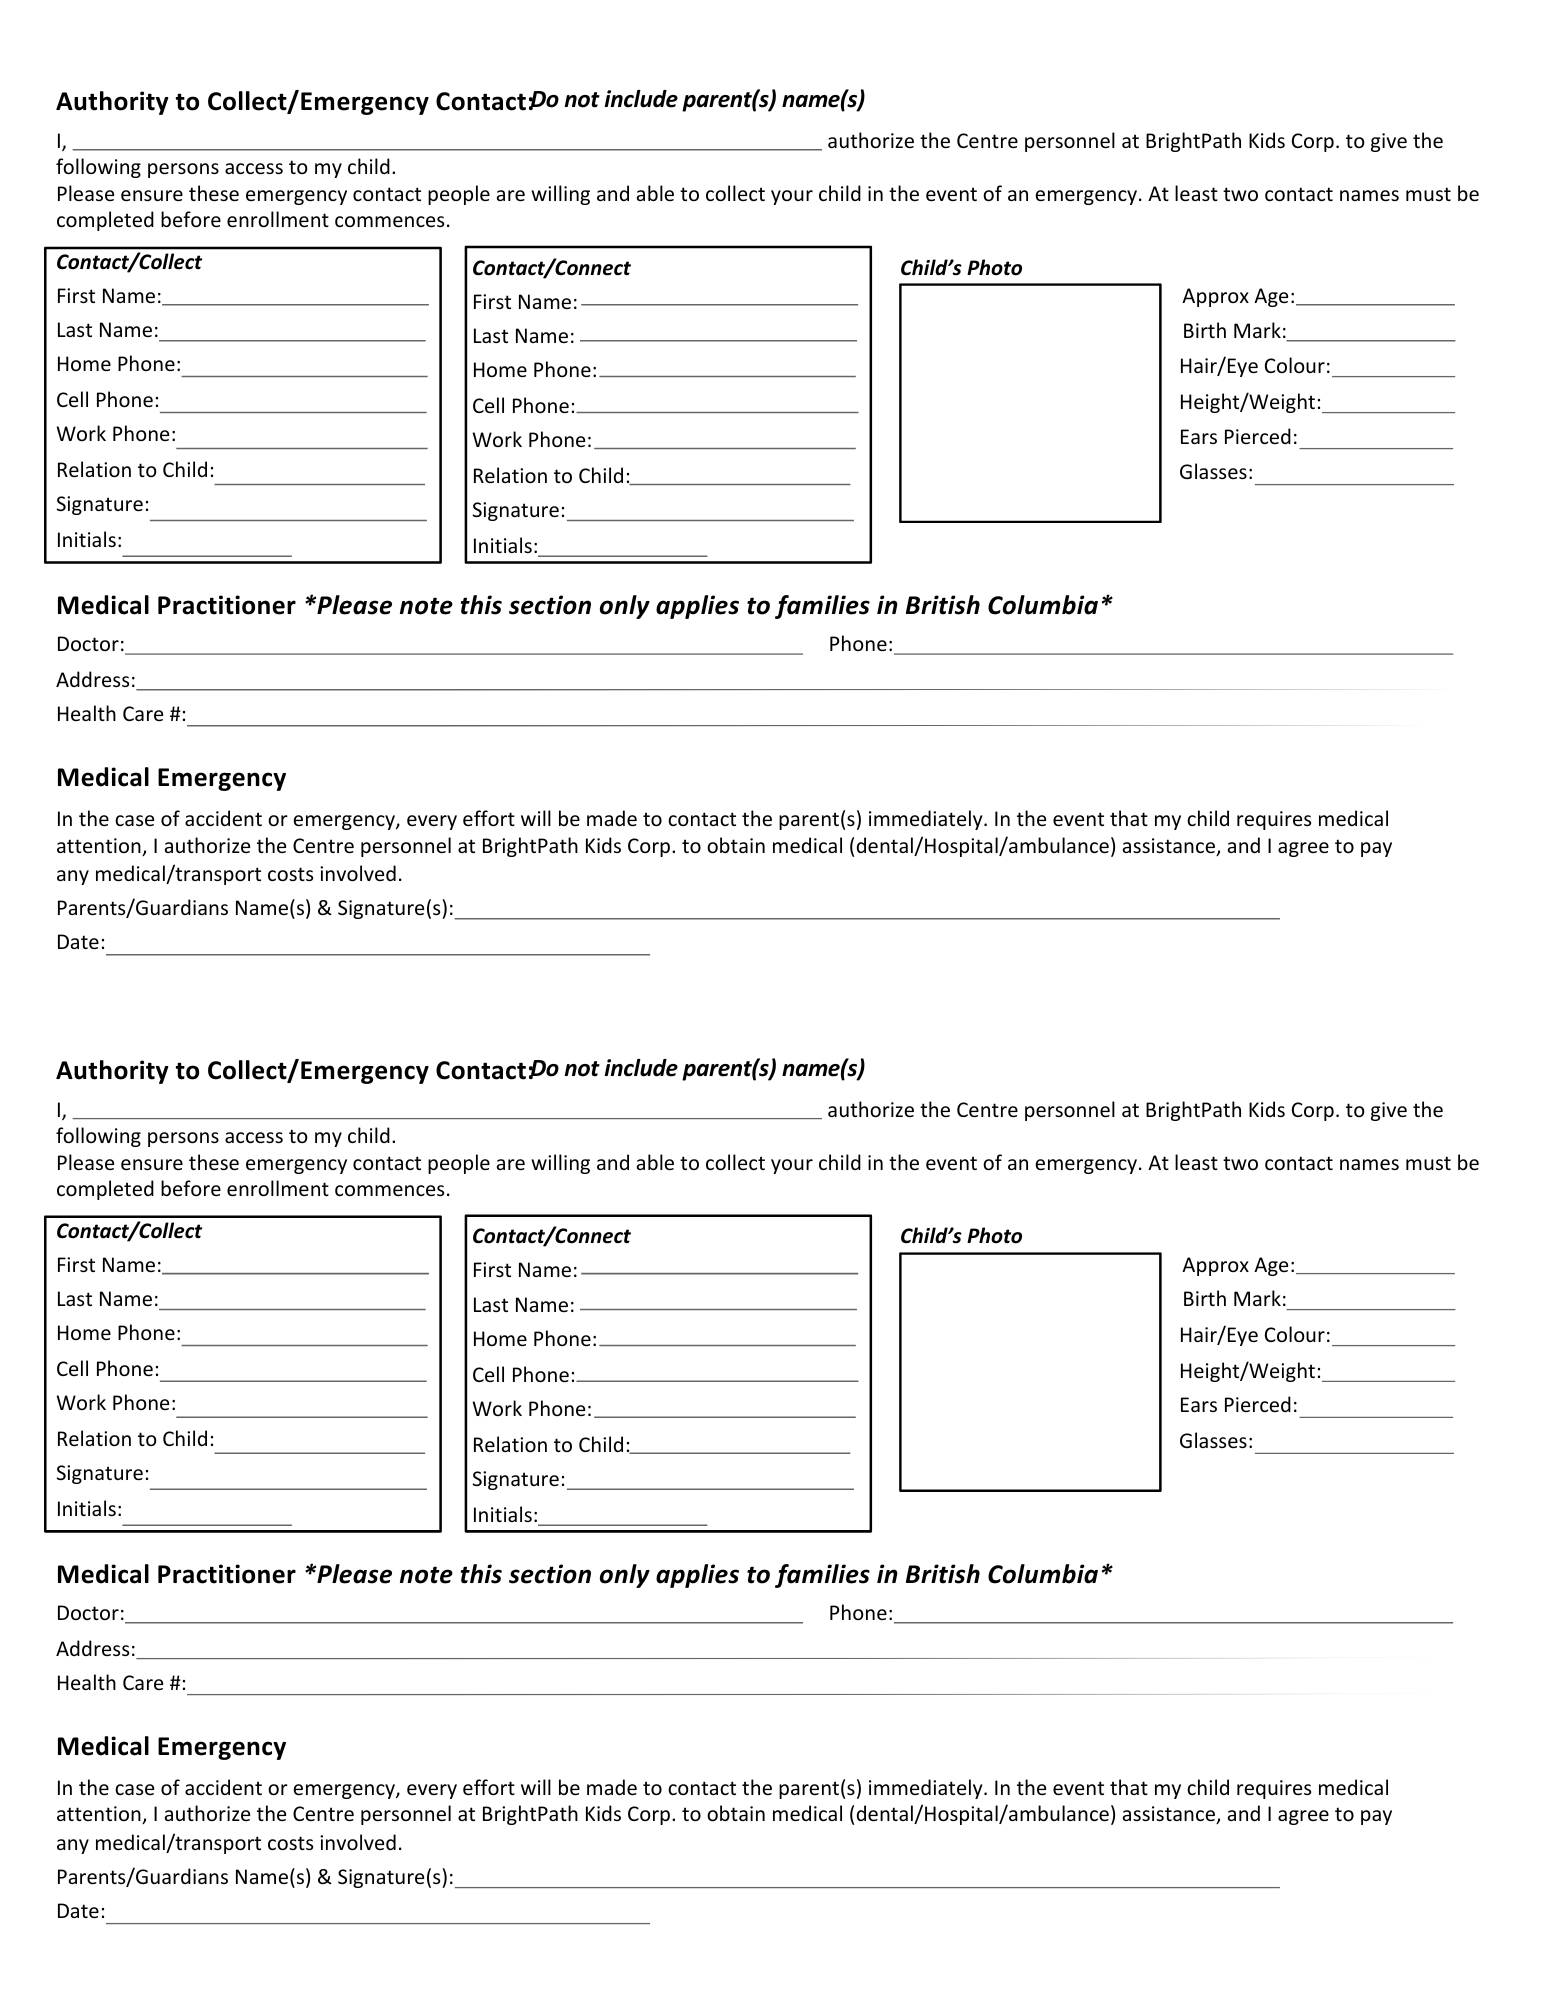 Authority to Collect/Emergency Contact: Do not include parent(s) name(s)
I, authorize the Centre personnel at BrightPath Kids Corp. to give the
following persons access to my child.
Please ensure these emergency contact people are willing and able to collect your child in the event of an emergency. At least two contact names must be
completed before enrollment commences.
Contact/Collect
First Name:
Last Name:
Home Phone:
Cell Phone:
Work Phone:
Relation to Child:
Signature:
Initials:
Contact/Connect
First Name:
Last Name:
Home Phone:
Cell Phone:
Work Phone:
Relation to Child:
Signature:
Initials:
Child’s Photo
Approx Age:
Birth Mark:
Hair/Eye Colour:
Height/Weight:
Ears Pierced:
Glasses:
Medical Practitioner *Please note this section only applies to families in British Columbia*
Doctor: Phone:
Address:
Health Care #:
Medical Emergency
In the case of accident or emergency, every effort will be made to contact the parent(s) immediately. In the event that my child requires medical
attention, I authorize the Centre personnel at BrightPath Kids Corp. to obtain medical (dental/Hospital/ambulance) assistance, and I agree to pay
any medical/transport costs involved.
Parents/Guardians Name(s) & Signature(s):
Date:
Authority to Collect/Emergency Contact: Do not include parent(s) name(s)
I, authorize the Centre personnel at BrightPath Kids Corp. to give the
following persons access to my child.
Please ensure these emergency contact people are willing and able to collect your child in the event of an emergency. At least two contact names must be
completed before enrollment commences.
Contact/Collect
First Name:
Last Name:
Home Phone:
Cell Phone:
Work Phone:
Relation to Child:
Signature:
Initials:
Contact/Connect
First Name:
Last Name:
Home Phone:
Cell Phone:
Work Phone:
Relation to Child:
Signature:
Initials:
Child’s Photo
Approx Age:
Birth Mark:
Hair/Eye Colour:
Height/Weight:
Ears Pierced:
Glasses:
Medical Practitioner *Please note this section only applies to families in British Columbia*
Doctor: Phone:
Address:
Health Care #:
Medical Emergency
In the case of accident or emergency, every effort will be made to contact the parent(s) immediately. In the event that my child requires medical
attention, I authorize the Centre personnel at BrightPath Kids Corp. to obtain medical (dental/Hospital/ambulance) assistance, and I agree to pay
any medical/transport costs involved.
Parents/Guardians Name(s) & Signature(s):
Date: